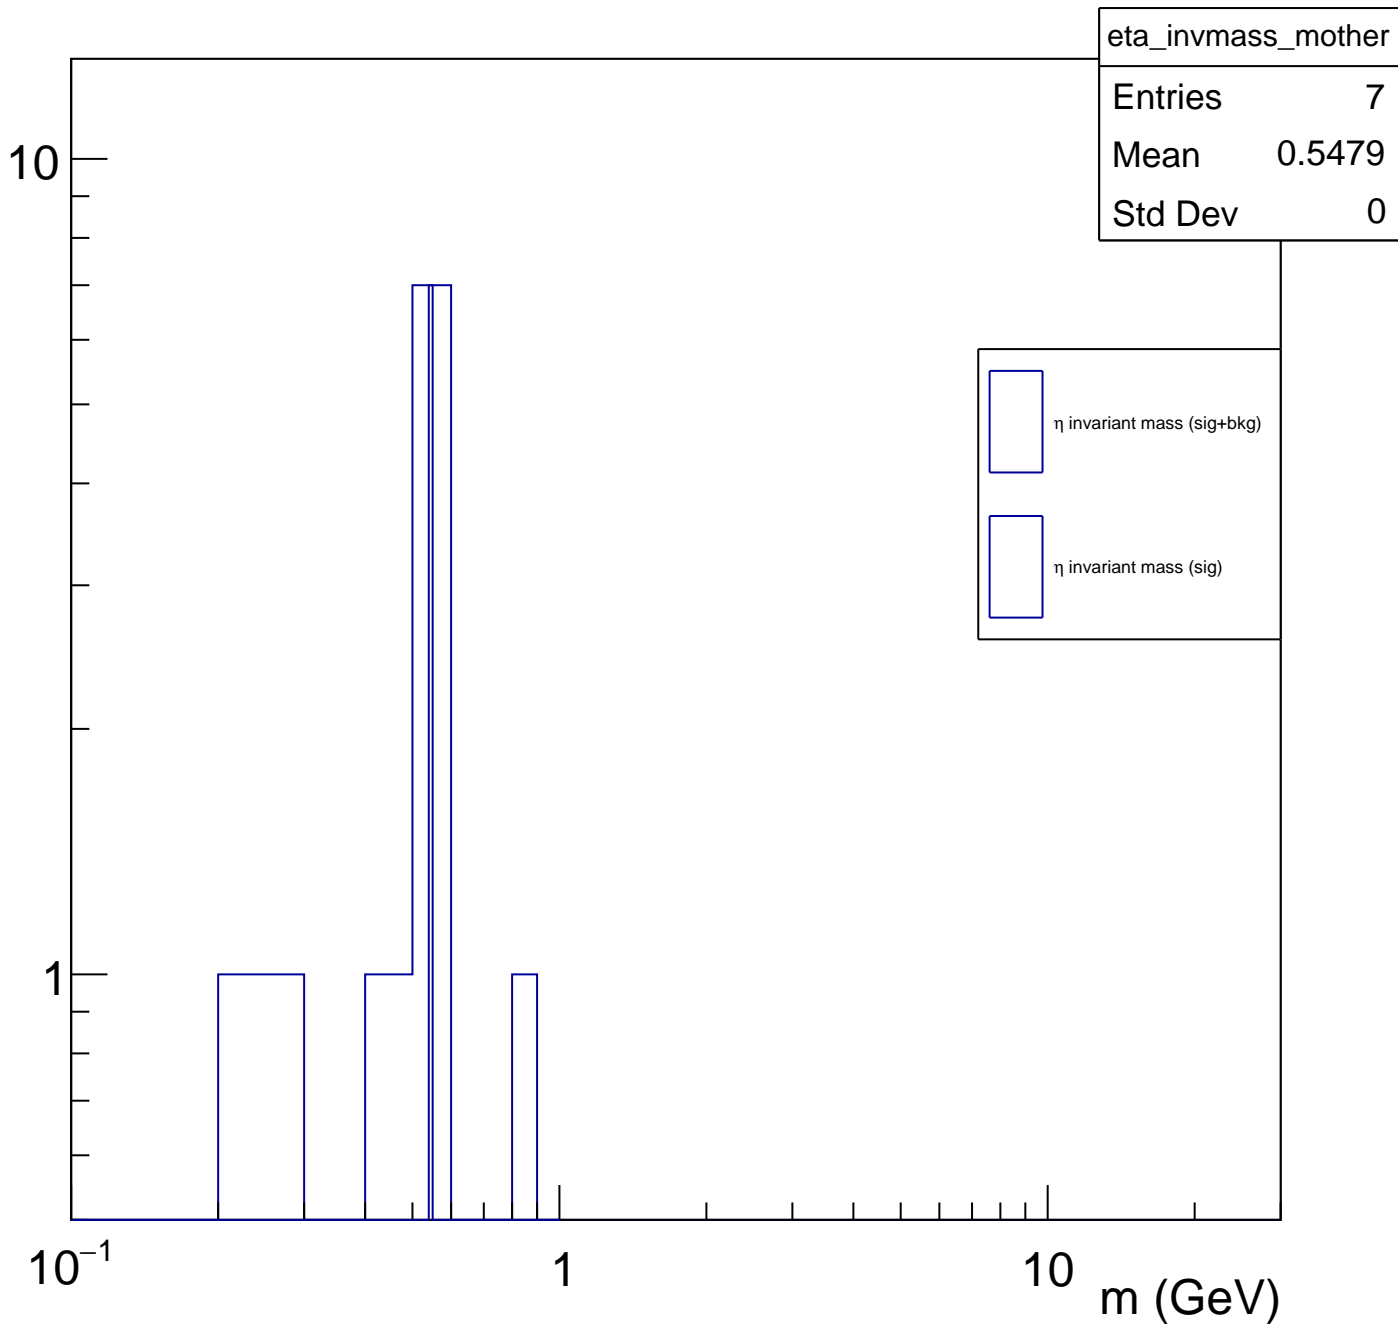 eta_invmass_mother
Entries 7
Mean 0.5479
Std Dev 0
10
1
η invariant mass (sig+bkg)
η invariant mass (sig)
10⁻¹ 1 10
m (GeV)